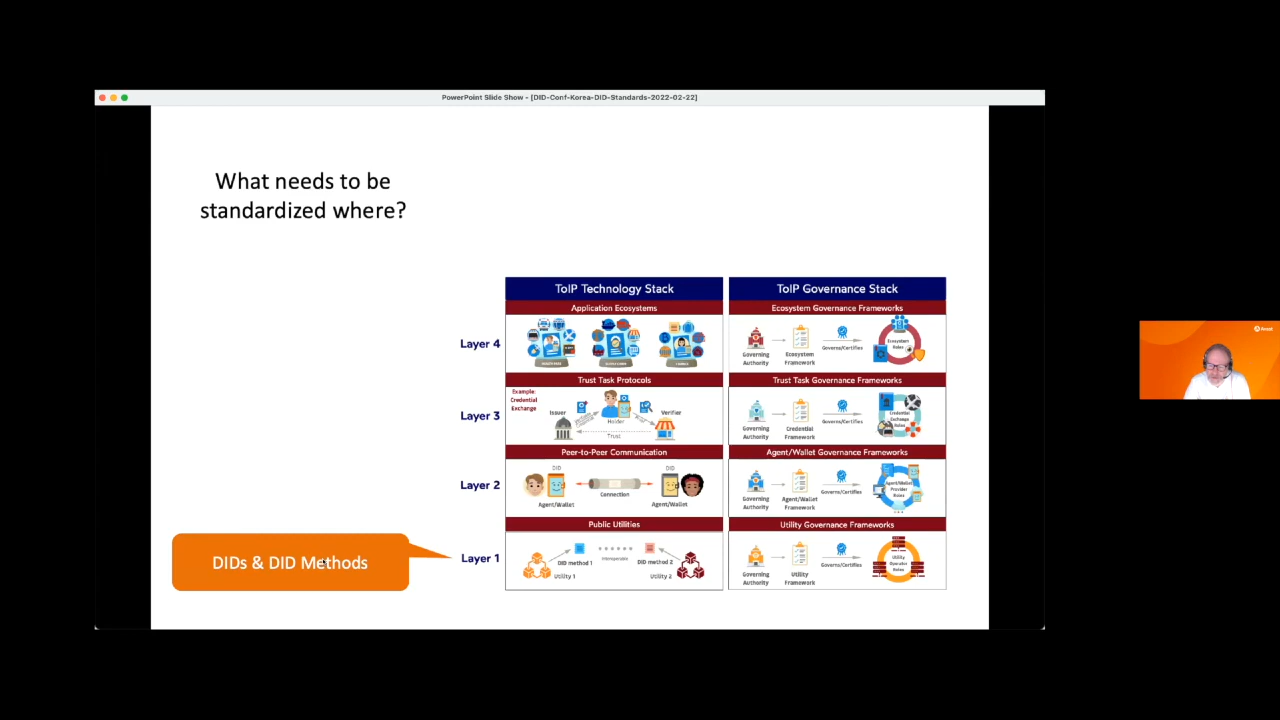 PowerPoint Slide Show - [DID-Conf-Korea-DID-Standards-2022-02-22]
What needs to be
standardized where?
ToIP Technology Stack
ToIP Governance Stack
Application Ecosystems
Ecosystem Governance Frameworks
Layer 4
Governing
Authority
Ecosystem
Framework
Governs/Certifies
Ecosystem
Roles
Trust Task Protocols
Trust Task Governance Frameworks
Layer 3
Example:
Credential
Exchange
Issuer
Holder
Verifier
Trust
Governing
Authority
Credential
Framework
Governs/Certifies
Credential
Exchange
Roles
Peer-to-Peer Communication
Agent/Wallet Governance Frameworks
Layer 2
DID
DID
Connection
Agent/Wallet
Agent/Wallet
Governing
Authority
Agent/Wallet
Framework
Governs/Certifies
Agent/Wallet
Provider
Roles
Public Utilities
Utility Governance Frameworks
DIDs & DID Methods
Layer 1
DID method 1
Interoperable
DID method 2
Utility 1
Utility 2
Governing
Authority
Utility
Framework
Governs/Certifies
Utility
Operator
Roles